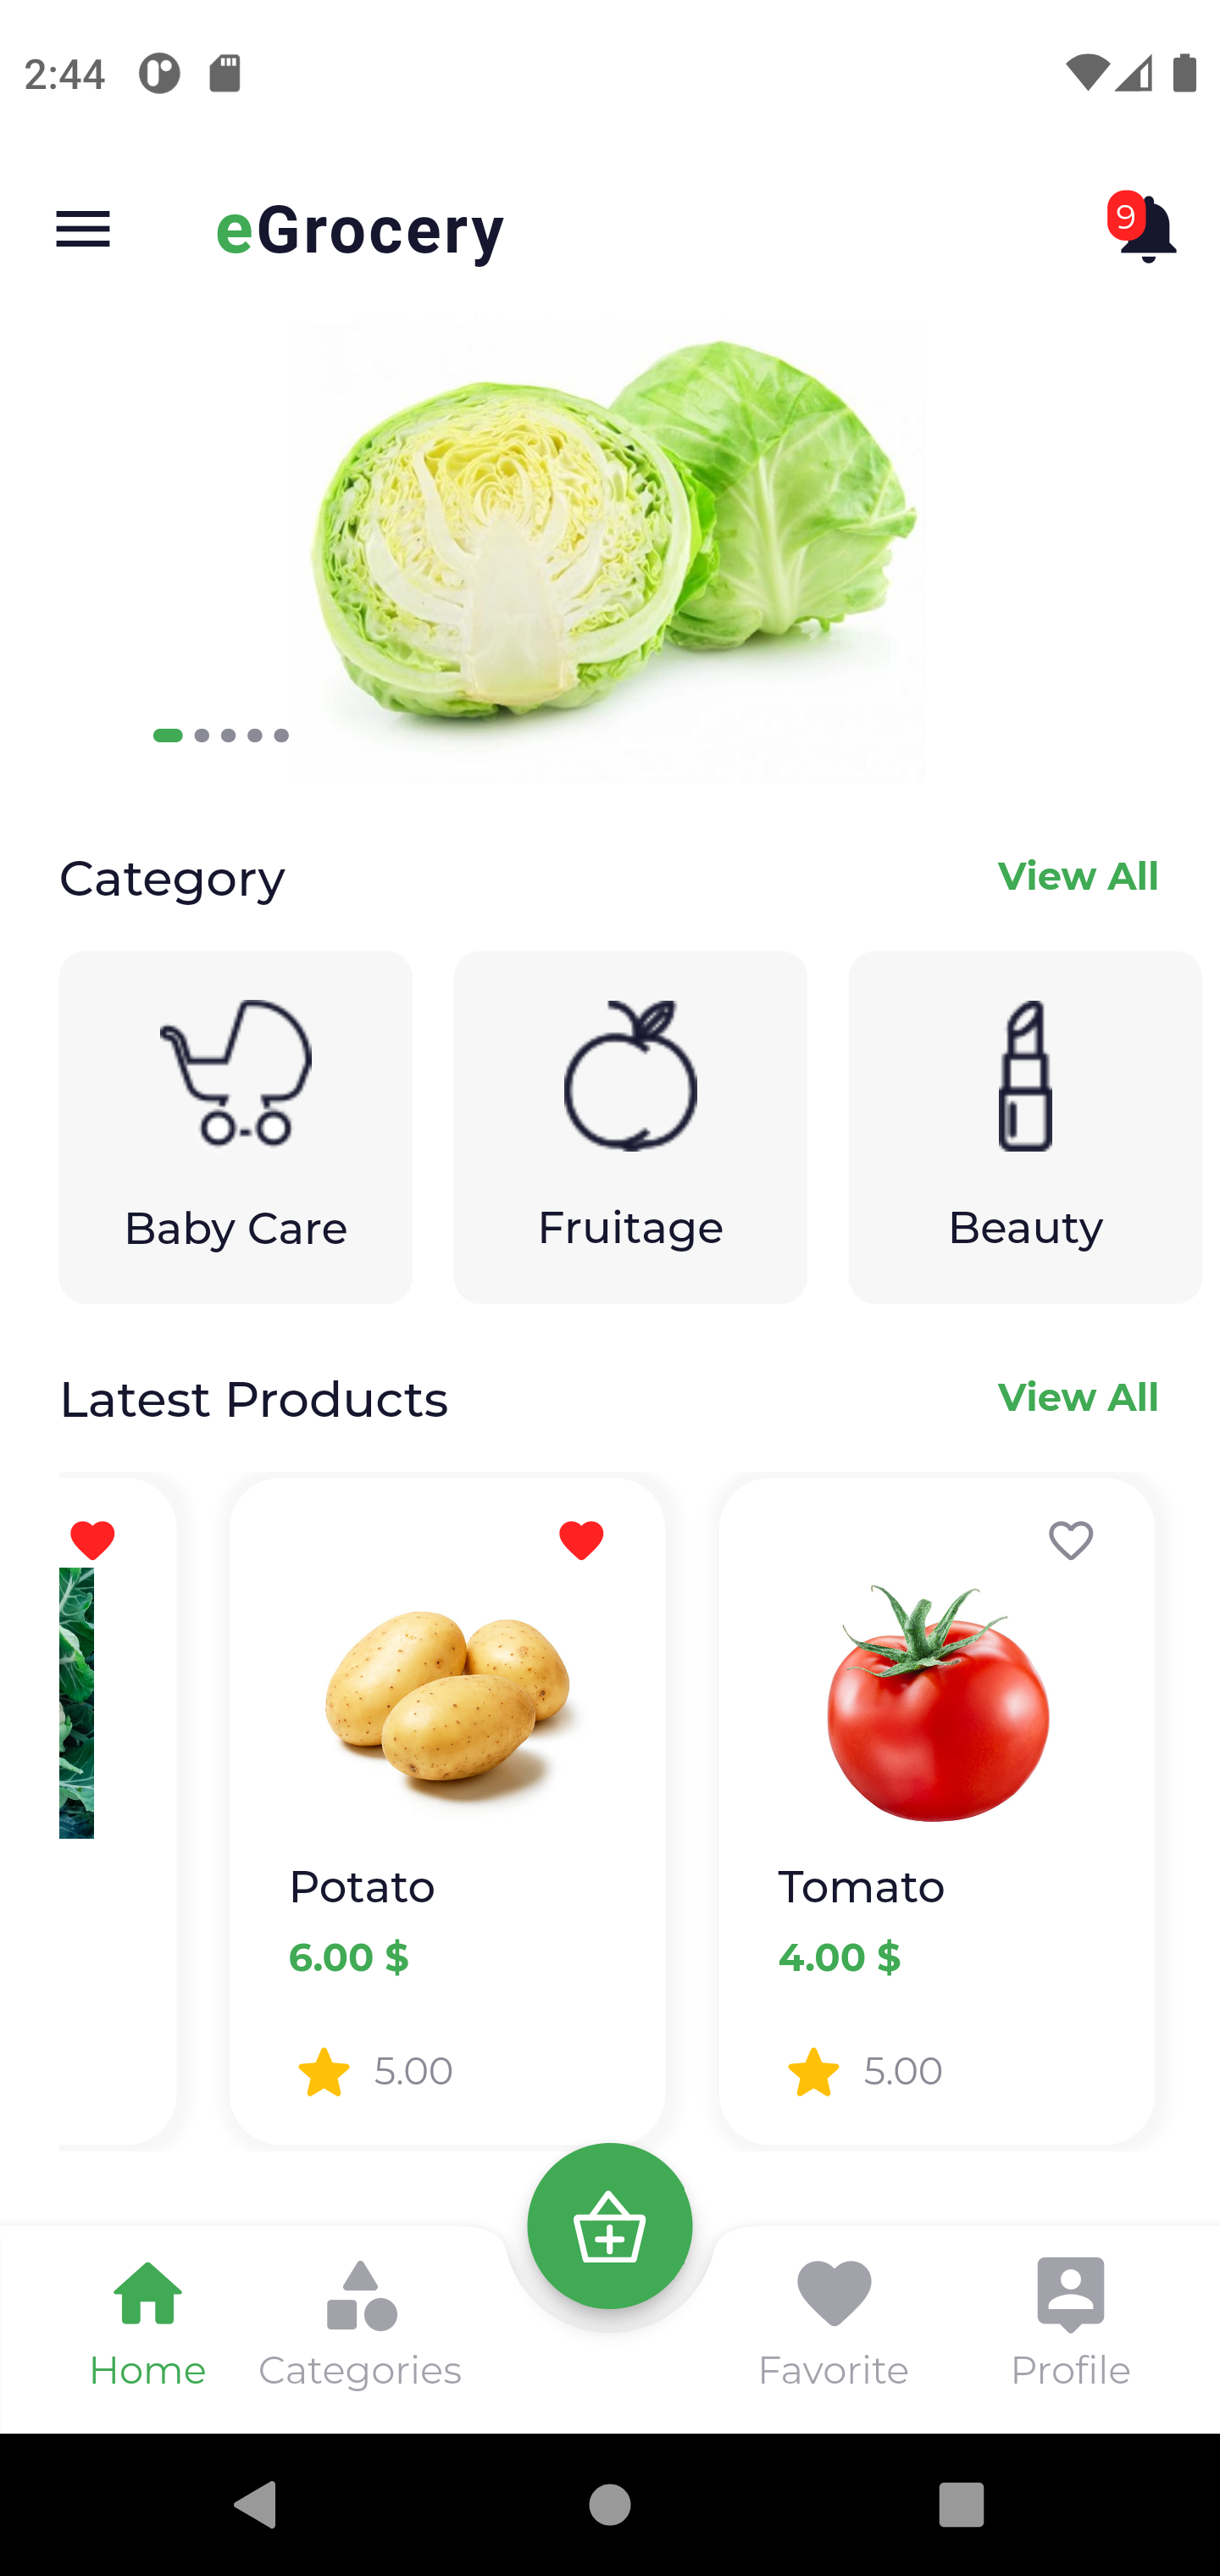 2:44
eGrocery
9
Category
View All
Baby Care
Fruitage
Beauty
Latest Products
View All
Potato
Tomato
6.00 $
4.00 $
5.00
5.00
Home
Categories
Favorite
Profile